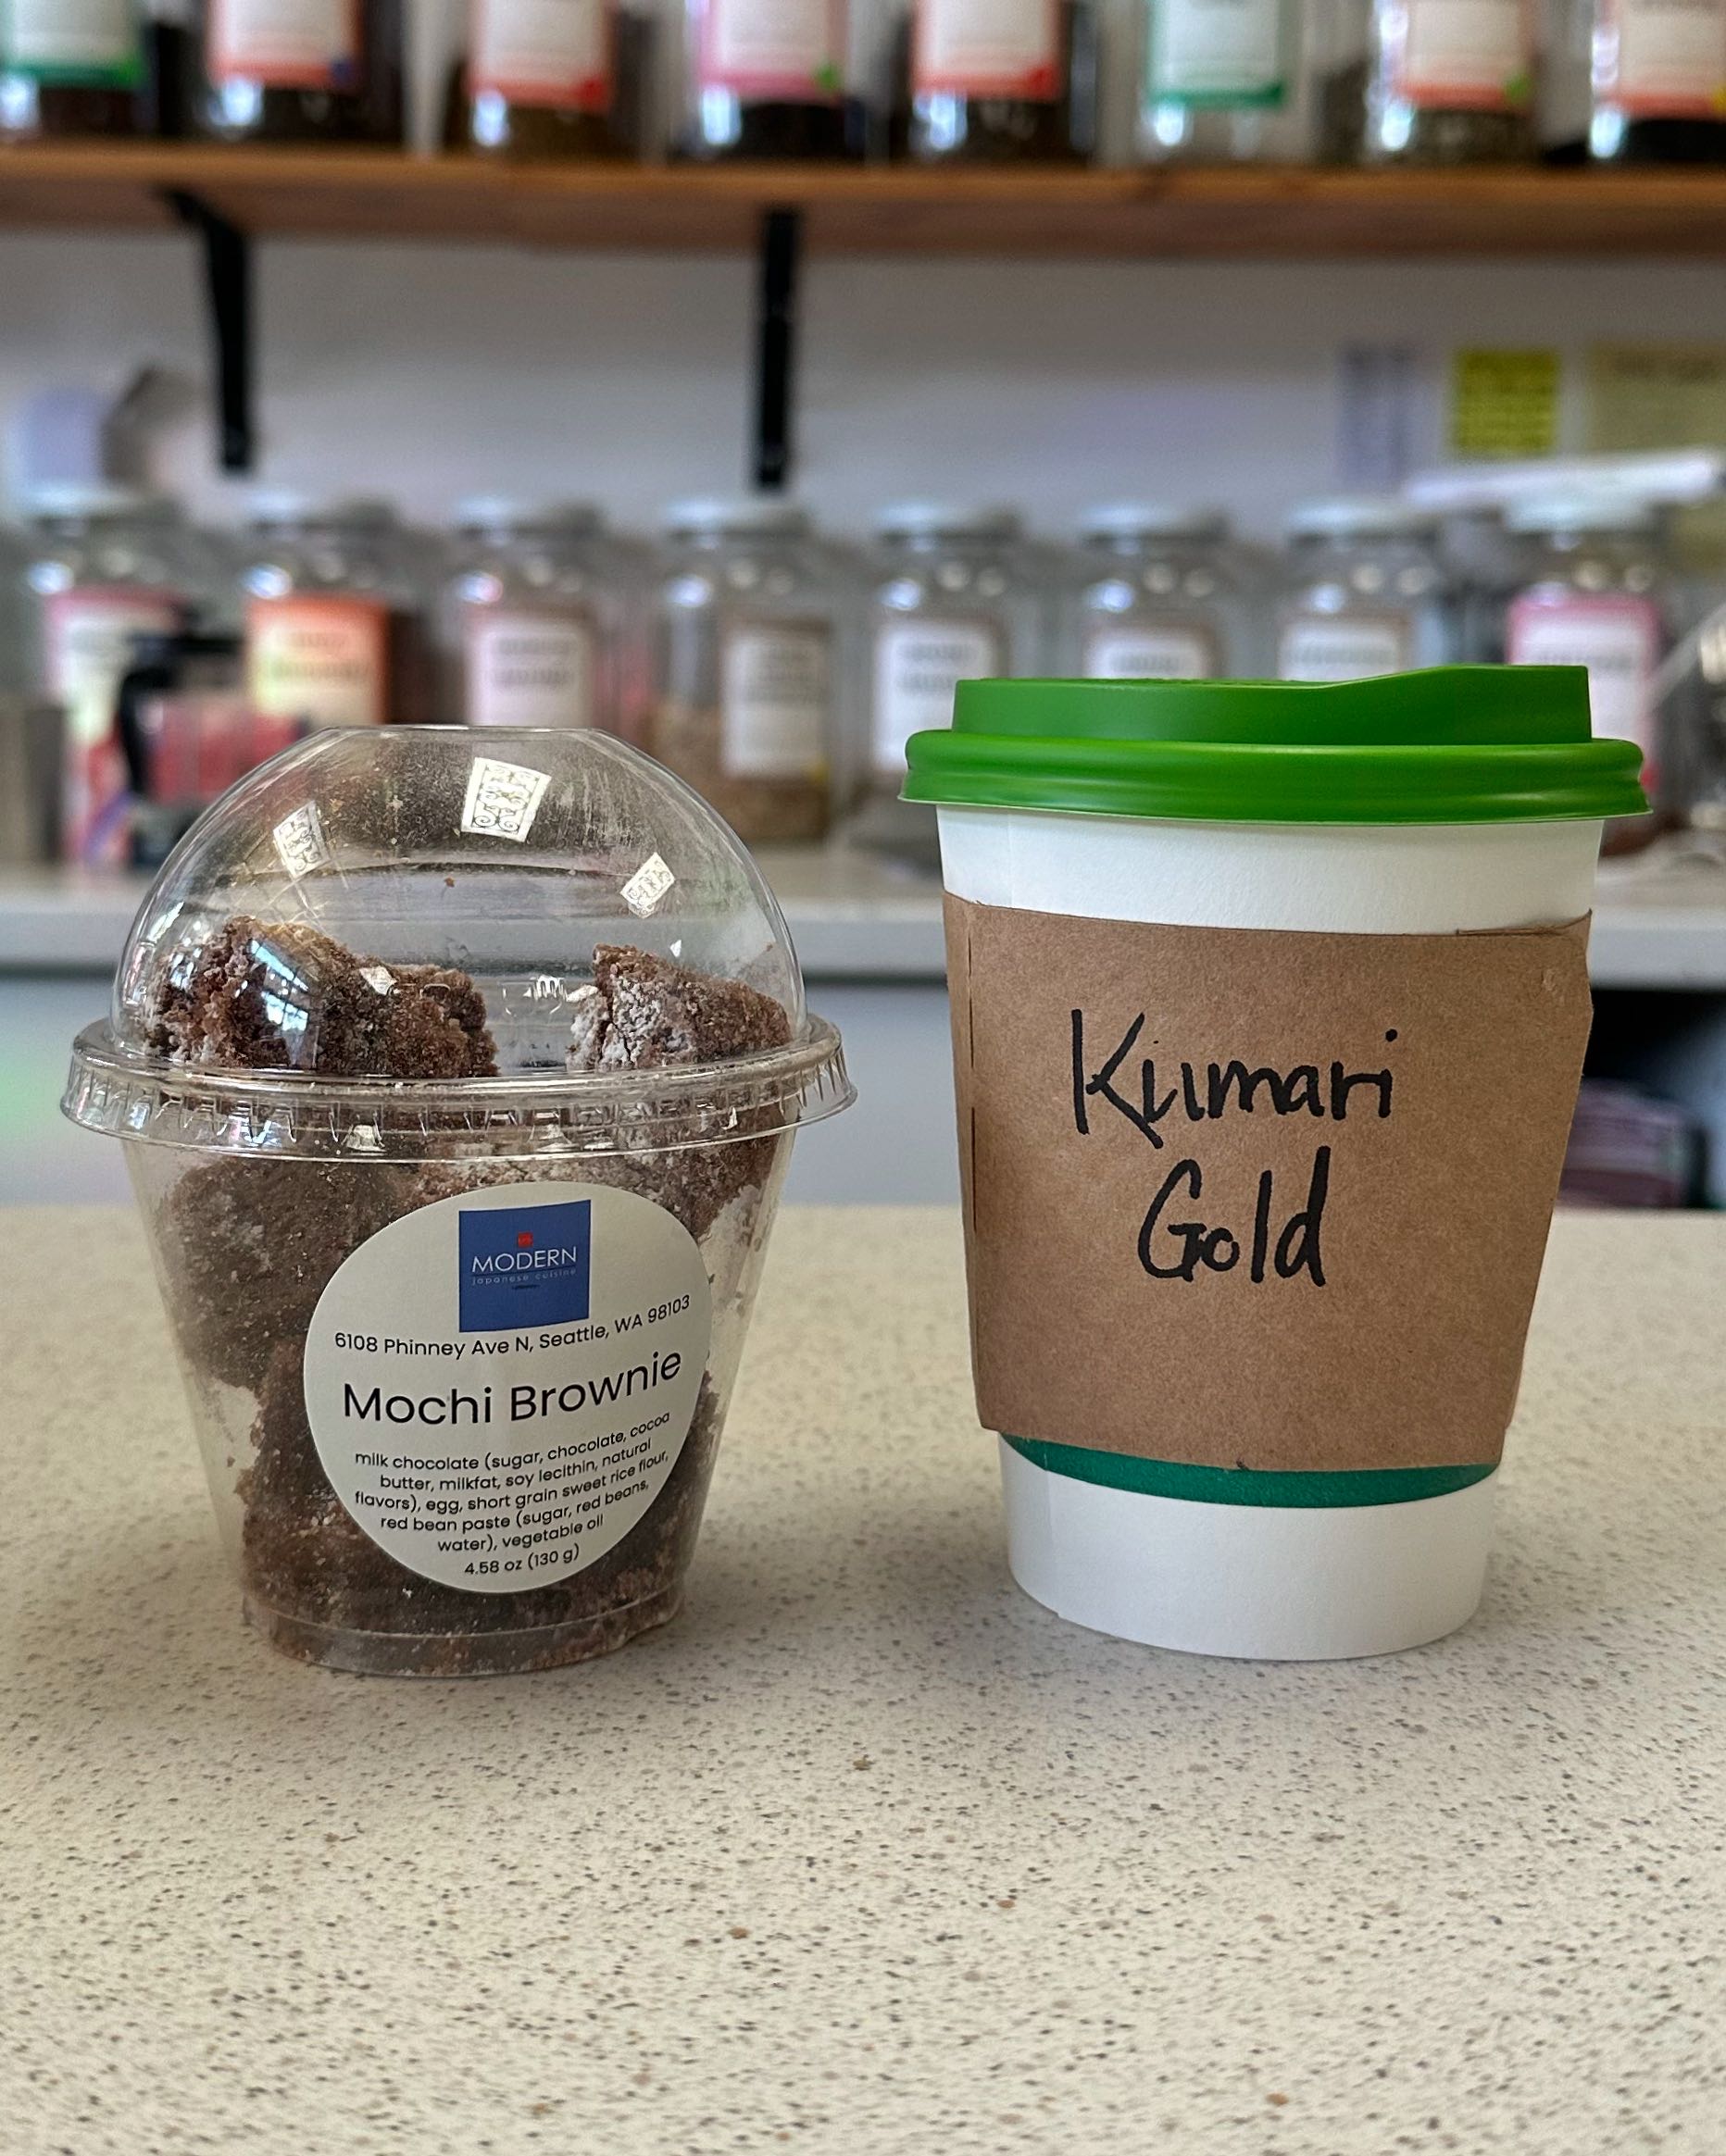 MODERN
japanese cuisine
6108 Phinney Ave N, Seattle, WA 98103
Mochi Brownie
milk chocolate (sugar, chocolate, cocoa
butter, milkfat, soy lecithin, natural
flavors), egg, short grain sweet rice flour,
red bean paste (sugar, red beans,
water), vegetable oil
4.58 oz (130 g)
Kumari
Gold